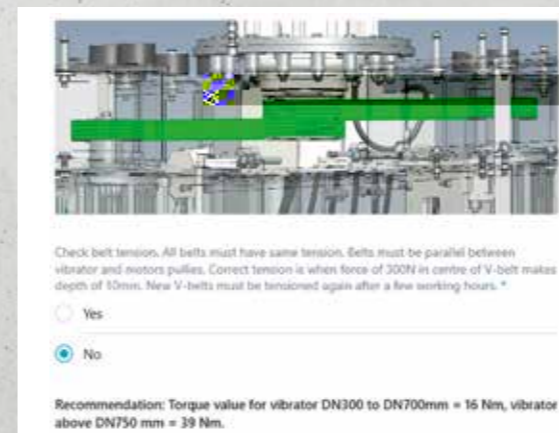 Check belt tension. All belts must have same tension. Belts must be parallel between
vibrator and motors pullies. Correct tension is when force of 300N in centre of V-belt makes
depth of 10mm. New V-belts must be tensioned again after a few working hours. *
Yes
No
Recommendation: Torque value for vibrator DN300 to DN700mm = 16 Nm, vibrator
above DN750 mm = 39 Nm.